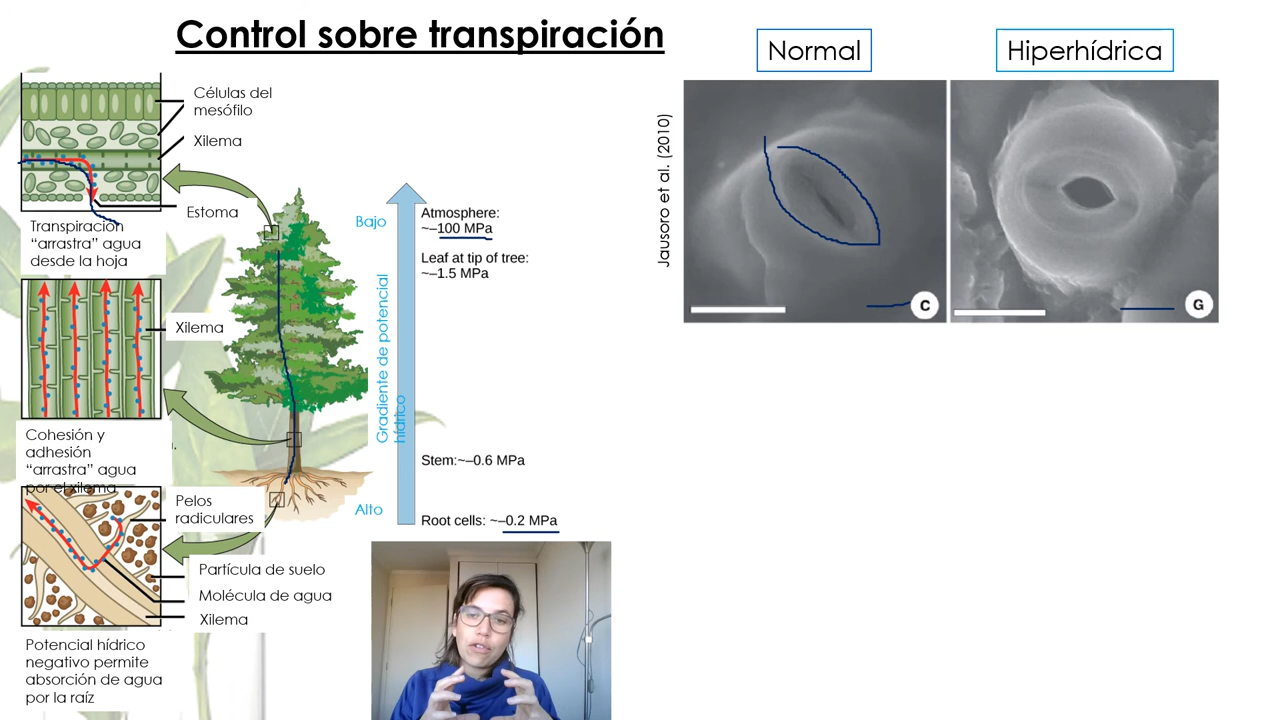 Control sobre transpiración
Normal
Hiperhídrica
Células del
mesófilo
Xilema
Estoma
Transpiración
“arrastra” agua
desde la hoja
Xilema
Cohesión y
adhesión
“arrastra” agua
por el xilema
Pelos
radiculares
Partícula de suelo
Molécula de agua
Xilema
Potencial hídrico
negativo permite
absorción de agua
por la raíz
Bajo
Gradiente de potencial
hídrico
Alto
Atmosphere:
~–100 MPa
Leaf at tip of tree:
~–1.5 MPa
Stem:~–0.6 MPa
Root cells: ~–0.2 MPa
Jausoro et al. (2010)
C
G